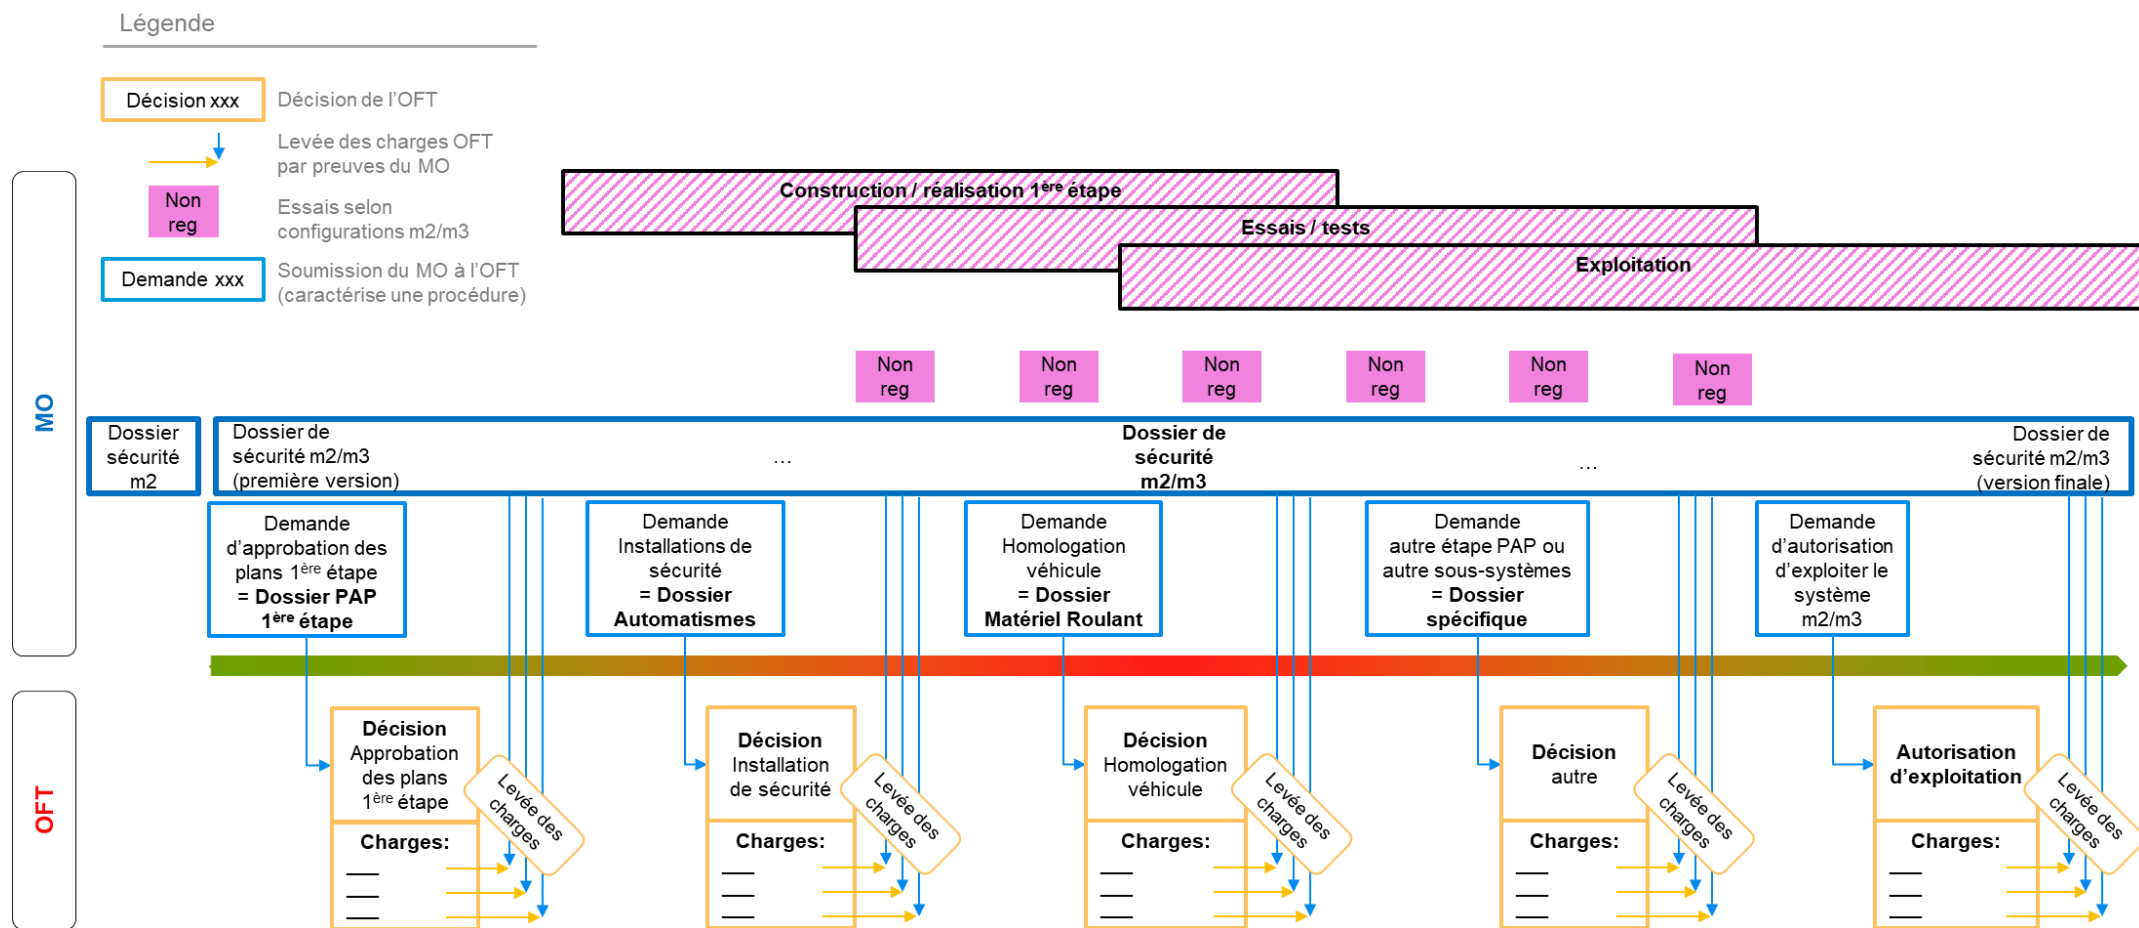 Légende
Décision xxx
Décision de l'OFT
Levée des charges OFT
par preuves du MO
Non
reg
Essais selon
configurations m2/m3
Demande xxx
Soumission du MO à l'OFT
(caractérise une procédure)
MO
Construction / réalisation 1ère étape
Essais / tests
Exploitation
Non
reg
Non
reg
Non
reg
Non
reg
Non
reg
Non
reg
Dossier
sécurité
m2
Dossier de
sécurité m2/m3
(première version)
...
Dossier de
sécurité
m2/m3
...
Dossier de
sécurité m2/m3
(version finale)
Demande
d'approbation des
plans 1ère étape
= Dossier PAP
1ère étape
Demande
Installations de
sécurité
= Dossier
Automatismes
Demande
Homologation
véhicule
= Dossier
Matériel Roulant
Demande
autre étape PAP ou
autre sous-systèmes
= Dossier
spécifique
Demande
d'autorisation
d'exploiter le
système
m2/m3
OFT
Décision
Approbation
des plans
1ère étape
Charges:
Levée des
charges
Décision
Installation
de sécurité
Charges:
Levée des
charges
Décision
Homologation
véhicule
Charges:
Levée des
charges
Décision
autre
Charges:
Levée des
charges
Autorisation
d'exploitation
Charges:
Levée des
charges